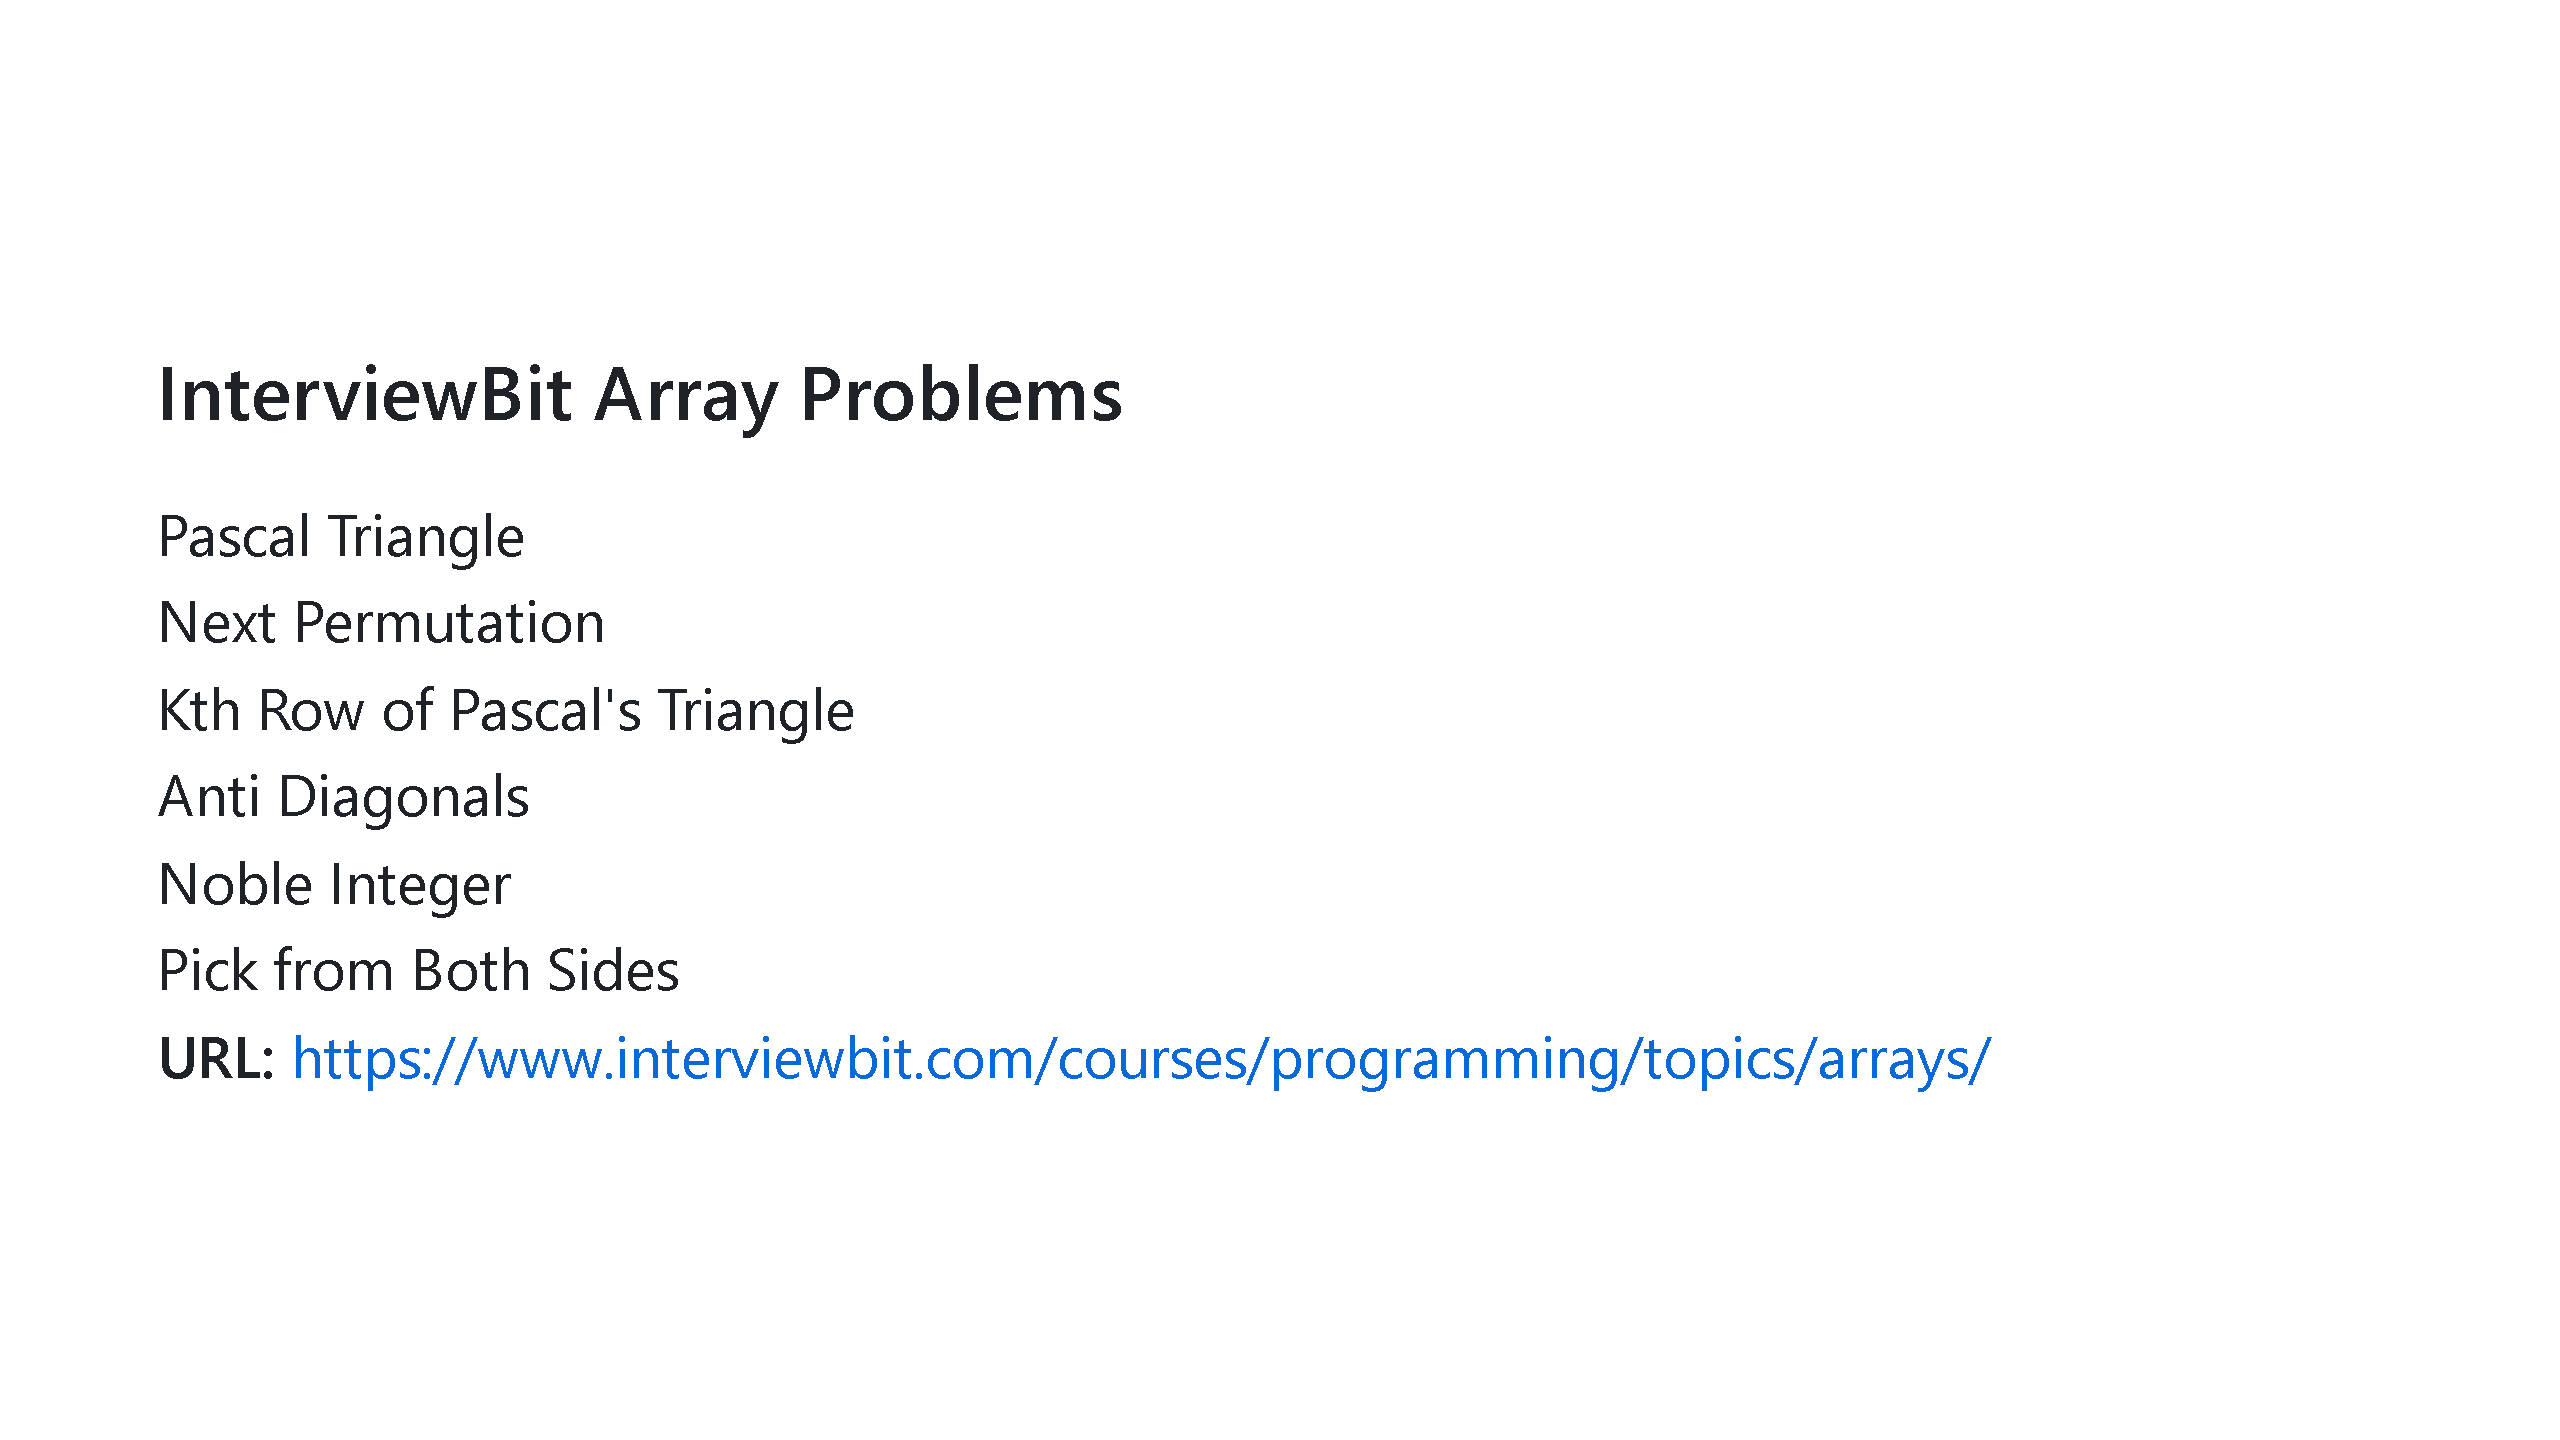 InterviewBit Array Problems
Pascal Triangle
Next Permutation
Kth Row of Pascal's Triangle
Anti Diagonals
Noble Integer
Pick from Both Sides
URL: https://www.interviewbit.com/courses/programming/topics/arrays/